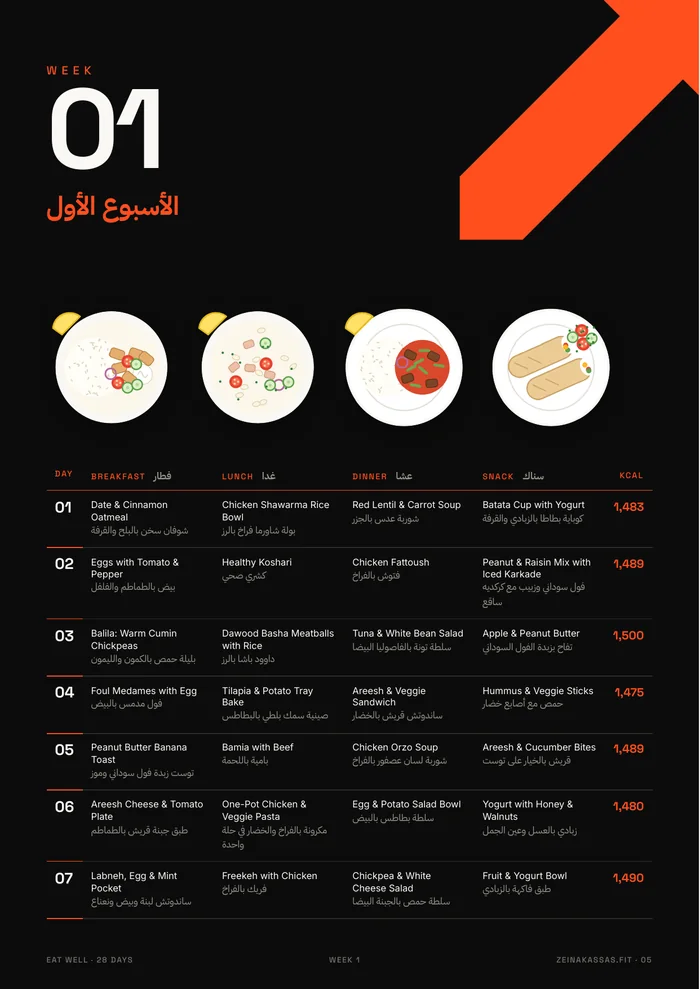 WEEK
01
الأسبوع الأول
DAY BREAKFAST فطار LUNCH غدا DINNER عشا SNACK سناك KCAL
01
Date & Cinnamon
Oatmeal
شوفان سخن بالبلح والقرفة
Chicken Shawarma Rice
Bowl
بولة شاورما فراخ بالرز
Red Lentil & Carrot Soup
شوربة عدس بالجزر
Batata Cup with Yogurt
كوباية بطاطا بالزبادي والقرفة
1,483
02
Eggs with Tomato &
Pepper
بيض بالطماطم والفلفل
Healthy Koshari
كشري صحي
Chicken Fattoush
فتوش بالفراخ
Peanut & Raisin Mix with
Iced Karkade
فول سوداني وزبيب مع كركديه
ساقع
1,489
03
Balila: Warm Cumin
Chickpeas
بليلة حمص بالكمون والليمون
Dawood Basha Meatballs
with Rice
داوود باشا بالرز
Tuna & White Bean Salad
سلطة تونة بالفاصوليا البيضا
Apple & Peanut Butter
تفاح بزبدة الفول السوداني
1,500
04
Foul Medames with Egg
فول مدمس بالبيض
Tilapia & Potato Tray
Bake
صينية سمك بلطي بالبطاطس
Areesh & Veggie
Sandwich
ساندوتش قريش بالخضار
Hummus & Veggie Sticks
حمص مع أصابع خضار
1,475
05
Peanut Butter Banana
Toast
توست زبدة فول سوداني وموز
Bamia with Beef
بامية باللحمة
Chicken Orzo Soup
شوربة لسان عصفور بالفراخ
Areesh & Cucumber Bites
قريش بالخيار على توست
1,489
06
Areesh Cheese & Tomato
Plate
طبق جبنة قريش بالطماطم
One-Pot Chicken &
Veggie Pasta
مكرونة بالفراخ والخضار في حلة
واحدة
Egg & Potato Salad Bowl
سلطة بطاطس بالبيض
Yogurt with Honey &
Walnuts
زبادي بالعسل وعين الجمل
1,480
07
Labneh, Egg & Mint
Pocket
ساندوتش لبنة وبيض ونعناع
Freekeh with Chicken
فريك بالفراخ
Chickpea & White
Cheese Salad
سلطة حمص بالجبنة البيضا
Fruit & Yogurt Bowl
طبق فاكهة بالزبادي
1,490
EAT WELL · 28 DAYS
WEEK 1
ZEINAKASSAS.FIT · 05